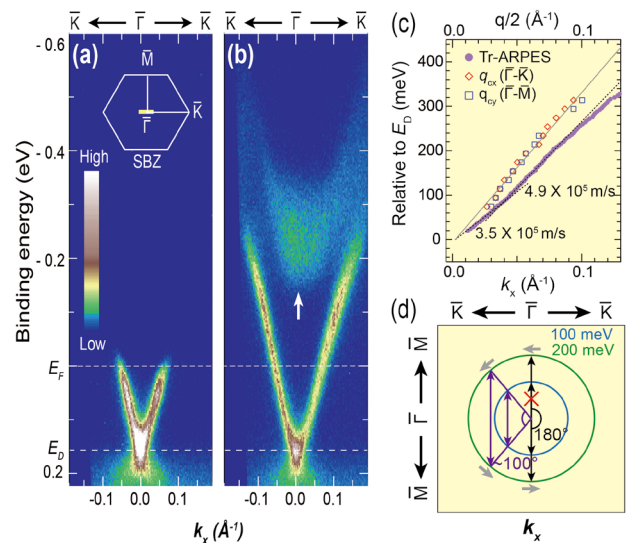 K̄ ← Γ̄ → K̄
K̄ ← Γ̄ → K̄
- 0.6
- 0.4
- 0.2
E_F
E_D
0.2
Binding energy (eV)
(a)
M̄
K̄
Γ̄
SBZ
High
Low
-0.1 0.0 0.1
(b)
-0.1 0.0 0.1
k_x (Å⁻¹)
(c)
q/2 (Å⁻¹)
0 0.1
400
300
200
100
0
Relative to E_D (meV)
Tr-ARPES
q_cx (Γ̄-K̄)
q_cy (Γ̄-M̄)
4.9 X 10⁵ m/s
3.5 X 10⁵ m/s
0.0 0.1
k_x (Å⁻¹)
(d)
K̄ ← Γ̄ → K̄
M̄ ← Γ̄ → M̄
100 meV
200 meV
180°
~100°
k_x